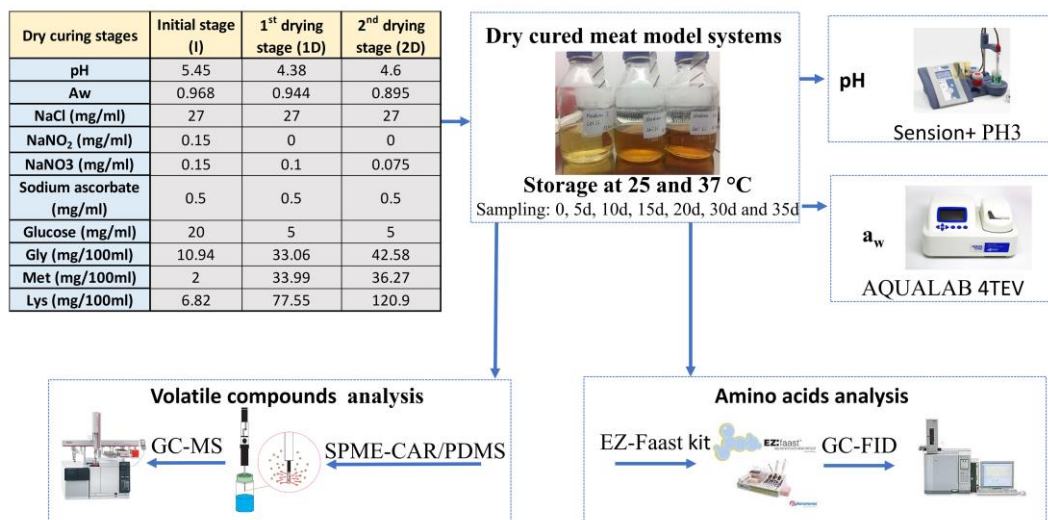 Dry curing stages Initial stage (I) 1st drying stage (1D) 2nd drying stage (2D)
pH 5.45 4.38 4.6
Aw 0.968 0.944 0.895
NaCl (mg/ml) 27 27 27
NaNO2 (mg/ml) 0.15 0 0
NaNO3 (mg/ml) 0.15 0.1 0.075
Sodium ascorbate (mg/ml) 0.5 0.5 0.5
Glucose (mg/ml) 20 5 5
Gly (mg/100ml) 10.94 33.06 42.58
Met (mg/100ml) 2 33.99 36.27
Lys (mg/100ml) 6.82 77.55 120.9
Dry cured meat model systems
Storage at 25 and 37 °C
Sampling: 0, 5d, 10d, 15d, 20d, 30d and 35d
pH
Sension+ PH3
aw
AQUALAB 4TEV
Volatile compounds analysis
GC-MS
SPME-CAR/PDMS
Amino acids analysis
EZ-Faast kit
EZ:faast
GC-FID